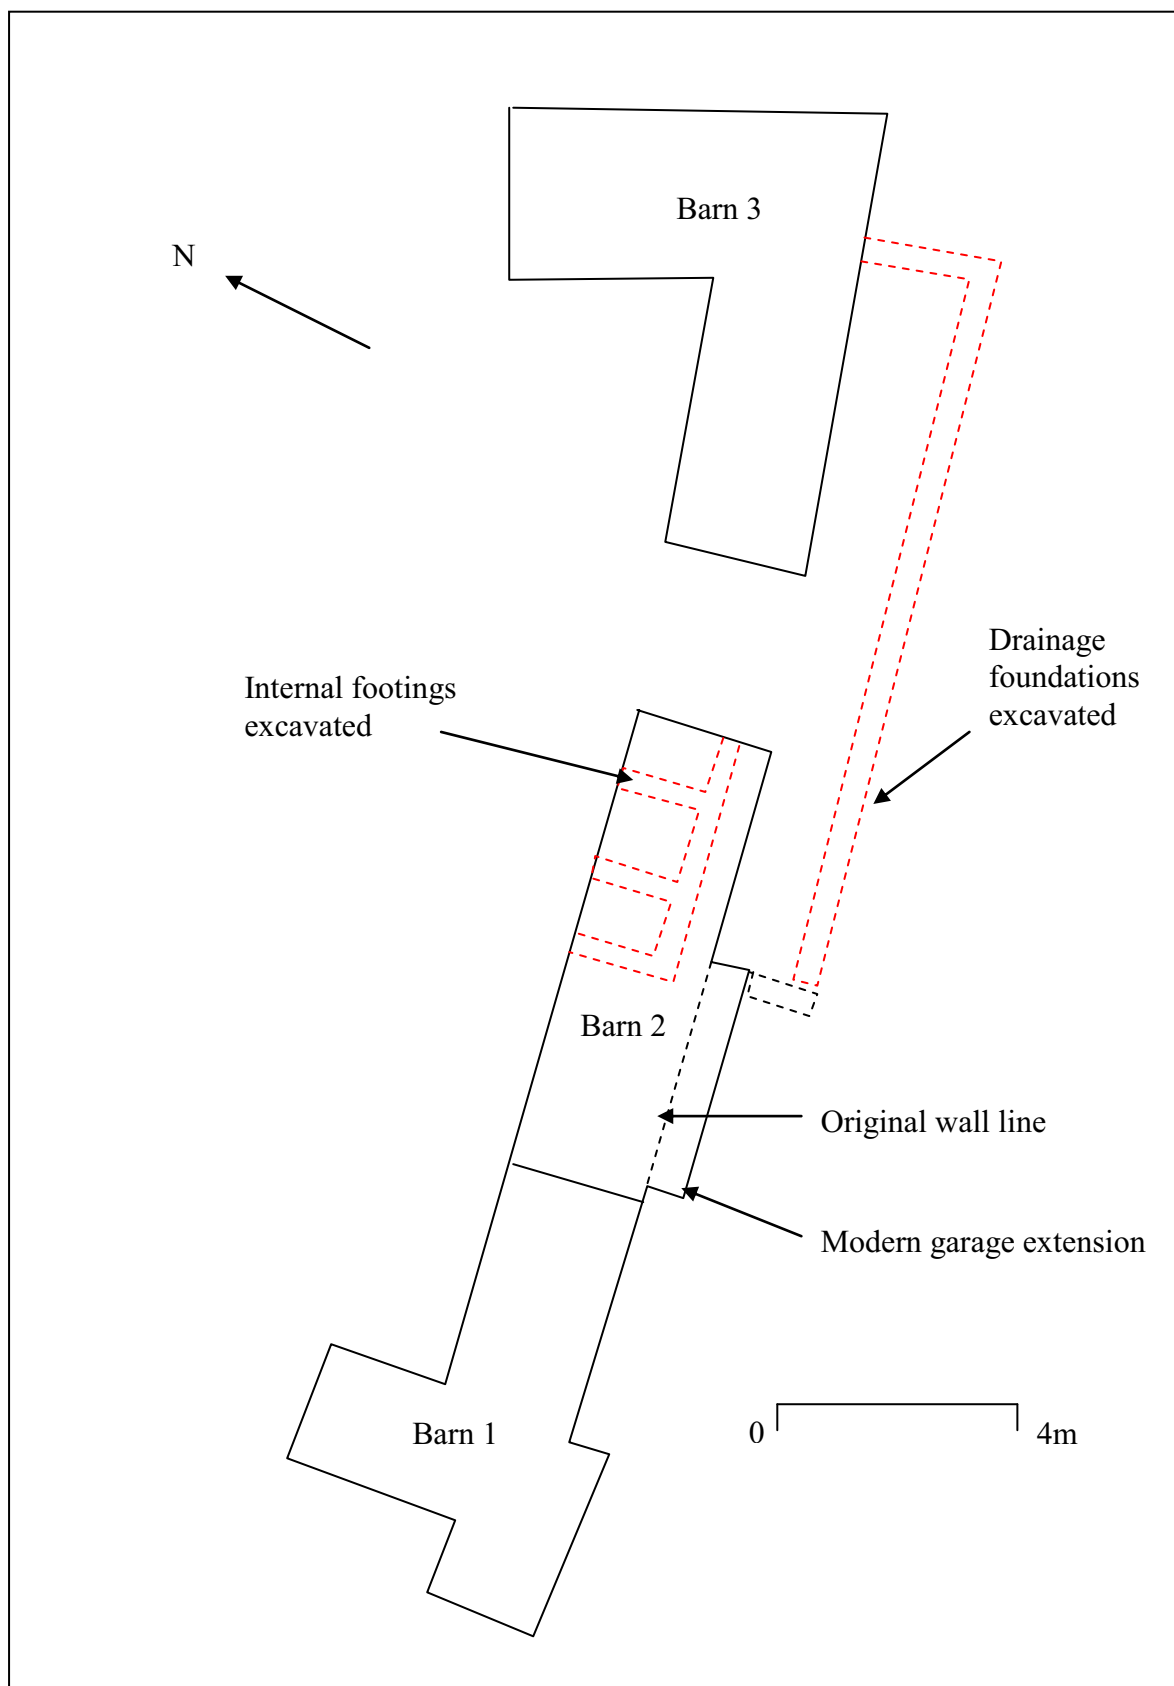 Barn 3
N
Drainage
foundations
excavated
Internal footings
excavated
Barn 2
Original wall line
Modern garage extension
Barn 1
0
4m